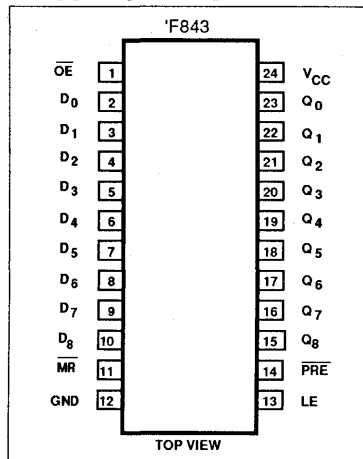 'F843
OE 1 24 VCC
D0 2 23 Q0
D1 3 22 Q1
D2 4 21 Q2
D3 5 20 Q3
D4 6 19 Q4
D5 7 18 Q5
D6 8 17 Q6
D7 9 16 Q7
D8 10 15 Q8
MR 11 14 PRE
GND 12 13 LE
TOP VIEW